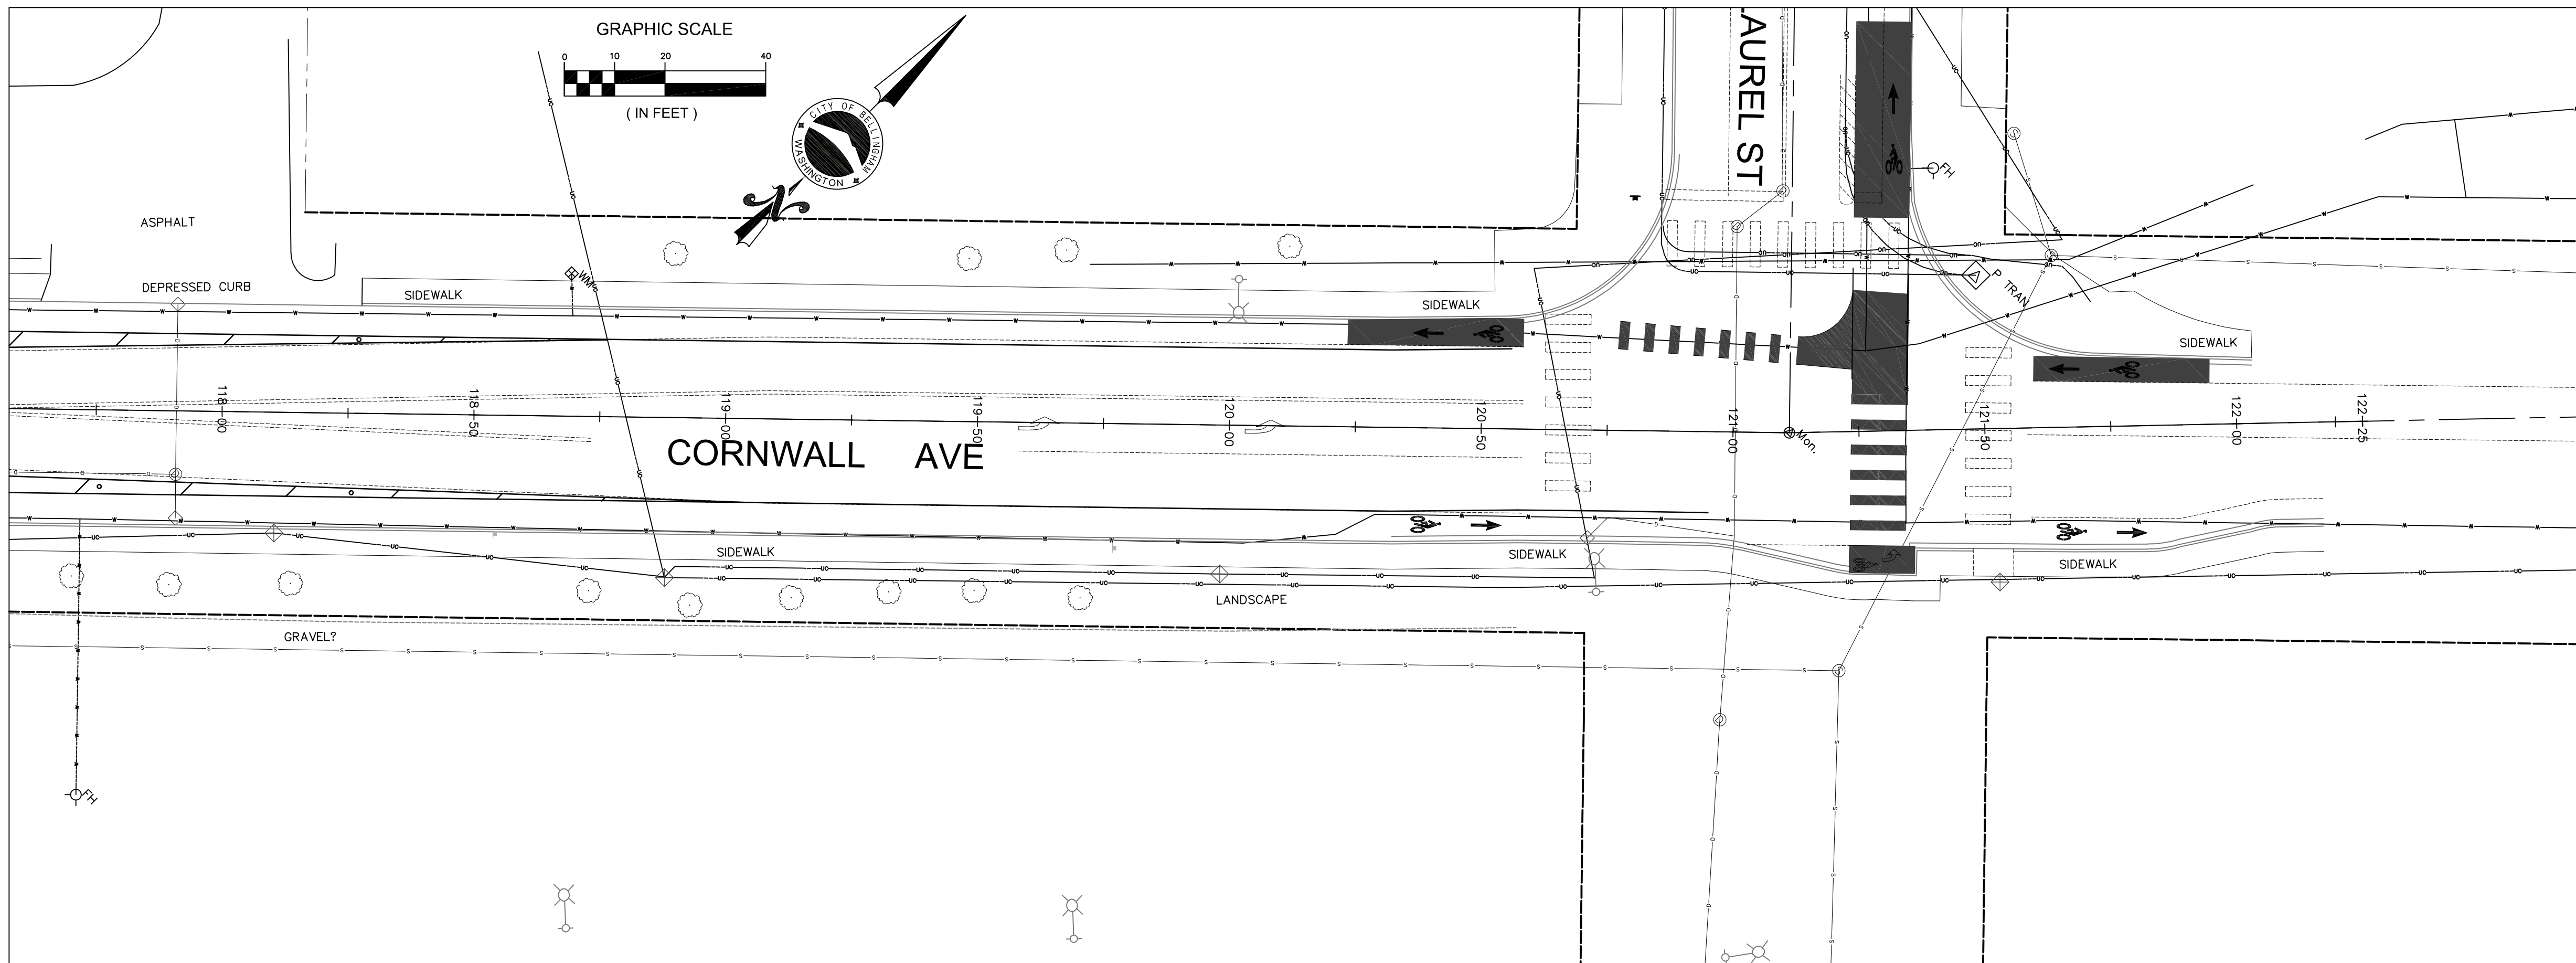 GRAPHIC SCALE
0 10 20 40
( IN FEET )
CITY OF BELLINGHAM
WASHINGTON
N
AUREL ST
FH
ASPHALT
DEPRESSED CURB
WM
SIDEWALK
SIDEWALK
P TRAN
SIDEWALK
118+00
118+50
119+00
119+50
120+00
120+50
121+00
121+50
122+00
122+25
Mon.
CORNWALL AVE
SIDEWALK
SIDEWALK
SIDEWALK
LANDSCAPE
GRAVEL?
FH